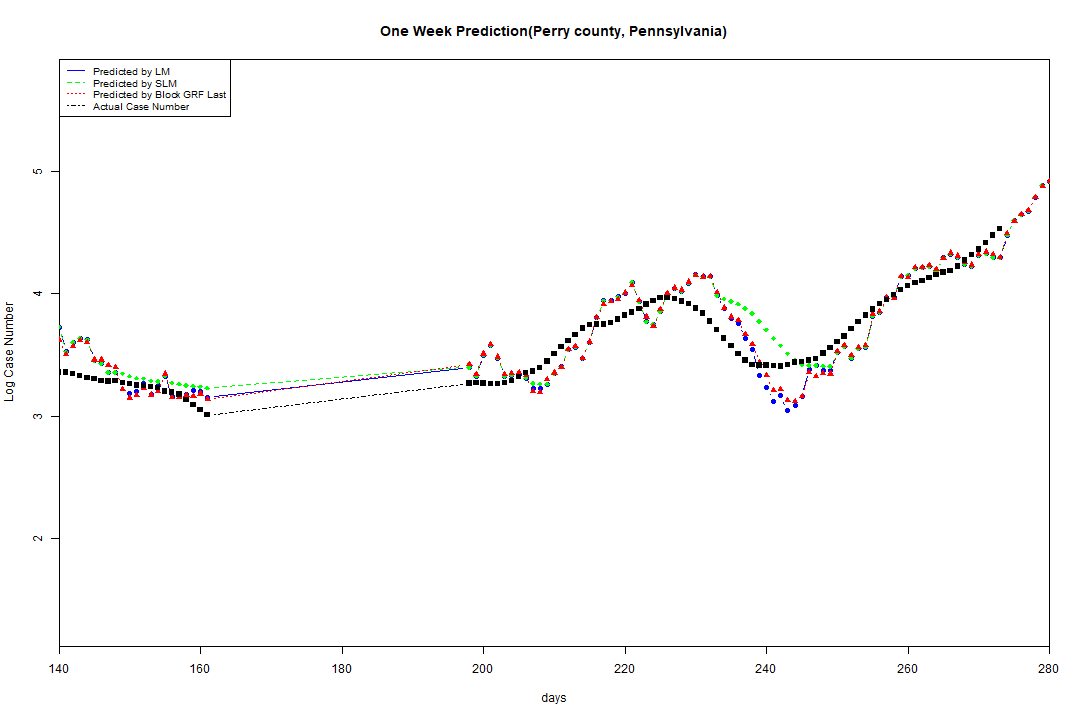 One Week Prediction(Perry county, Pennsylvania)
Predicted by LM
Predicted by SLM
Predicted by Block GRF Last
Actual Case Number
5
4
3
2
Log Case Number
140 160 180 200 220 240 260 280
days